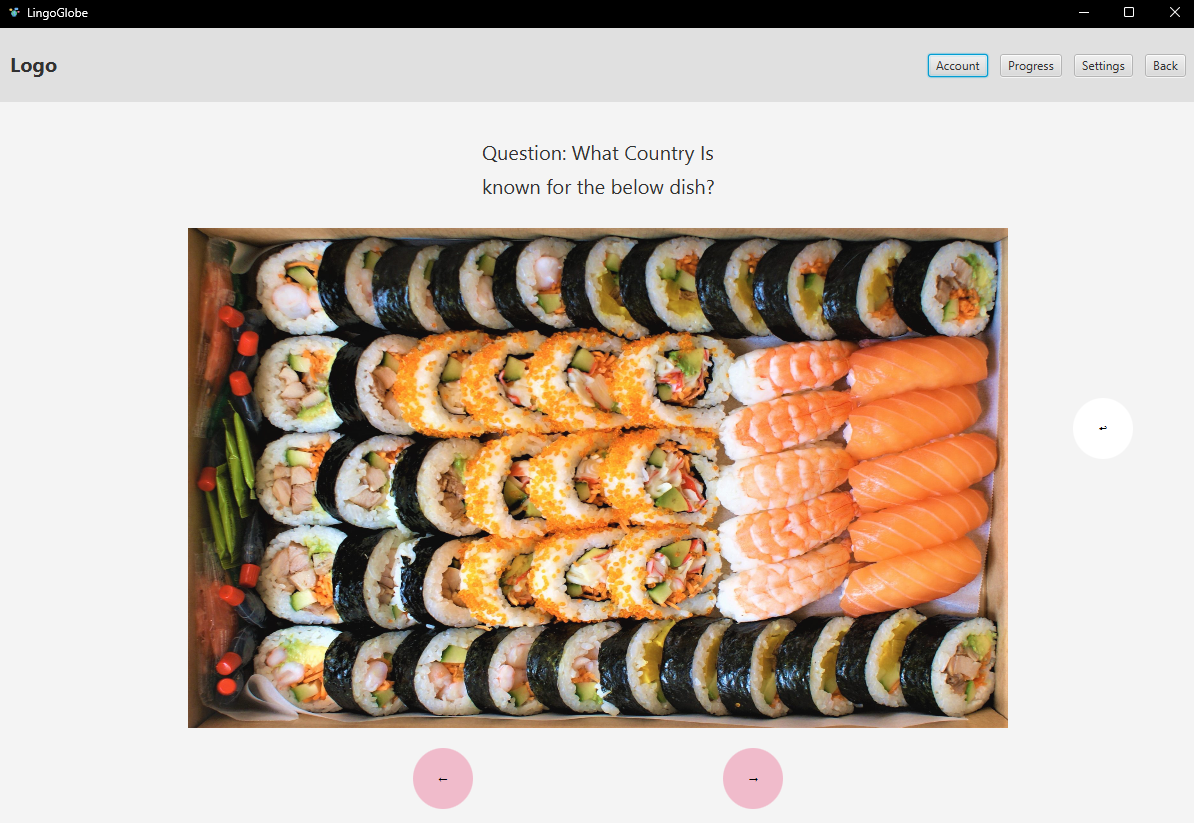 LingoGlobe
Logo
Account
Progress
Settings
Back
Question: What Country Is
known for the below dish?
↩
←
→